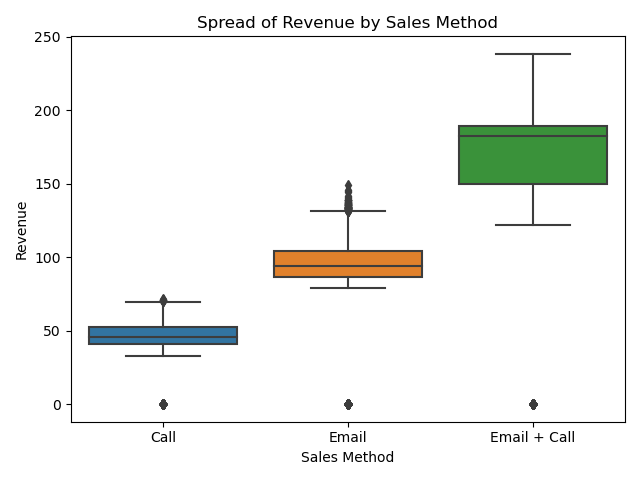 Spread of Revenue by Sales Method
250
200
150
100
50
0
Revenue
Call
Email
Email + Call
Sales Method